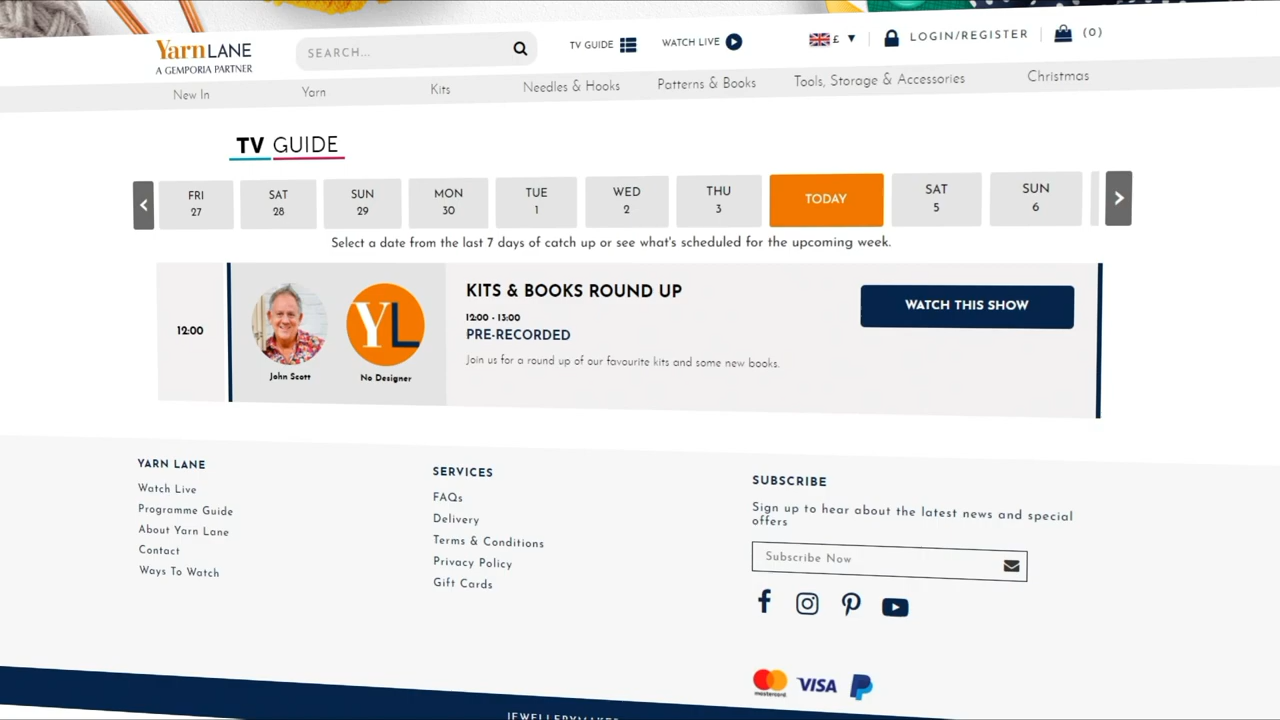 YarnLANE
A GEMPORIA PARTNER
SEARCH...
TV GUIDE
WATCH LIVE
£
LOGIN/REGISTER
(0)
New In
Yarn
Kits
Needles & Hooks
Patterns & Books
Tools, Storage & Accessories
Christmas
TV GUIDE
FRI
27
SAT
28
SUN
29
MON
30
TUE
1
WED
2
THU
3
TODAY
SAT
5
SUN
6
Select a date from the last 7 days of catch up or see what's scheduled for the upcoming week.
12:00
YL
John Scott
No Designer
KITS & BOOKS ROUND UP
12:00 - 13:00
PRE-RECORDED
Join us for a round up of our favourite kits and some new books.
WATCH THIS SHOW
YARN LANE
Watch Live
Programme Guide
About Yarn Lane
Contact
Ways To Watch
SERVICES
FAQs
Delivery
Terms & Conditions
Privacy Policy
Gift Cards
SUBSCRIBE
Sign up to hear about the latest news and special
offers
Subscribe Now
mastercard
VISA